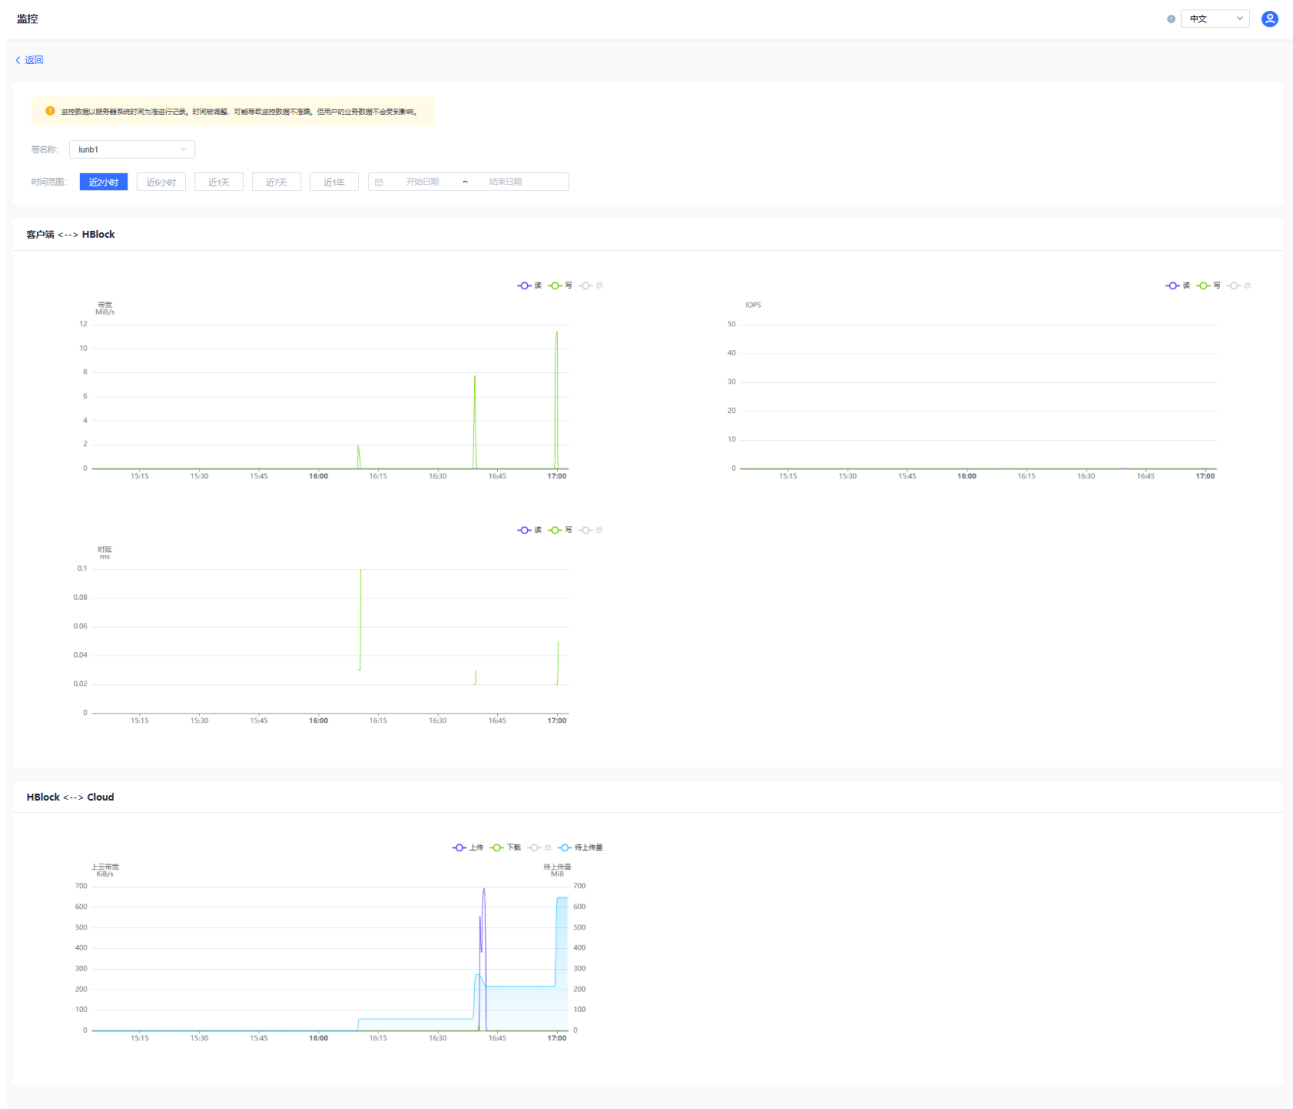 监控
中文
返回
监控数据以服务器系统时间为准进行记录。时间被调整，可能导致监控数据不准确，但用户的业务数据不会受到影响。
卷名称: lunb1
时间范围: 近2小时 近6小时 近1天 近7天 近1年 开始日期 ~ 结束日期
客户端 <--> HBlock
读 写 总
带宽
MiB/s
12
10
8
6
4
2
0
15:15 15:30 15:45 16:00 16:15 16:30 16:45 17:00
读 写 总
IOPS
50
40
30
20
10
0
15:15 15:30 15:45 16:00 16:15 16:30 16:45 17:00
读 写 总
时延
ms
0.1
0.08
0.06
0.04
0.02
0
15:15 15:30 15:45 16:00 16:15 16:30 16:45 17:00
HBlock <--> Cloud
上传 下载 总 待上传量
上云带宽 待上传量
KiB/s MiB
700 700
600 600
500 500
400 400
300 300
200 200
100 100
0 0
15:15 15:30 15:45 16:00 16:15 16:30 16:45 17:00